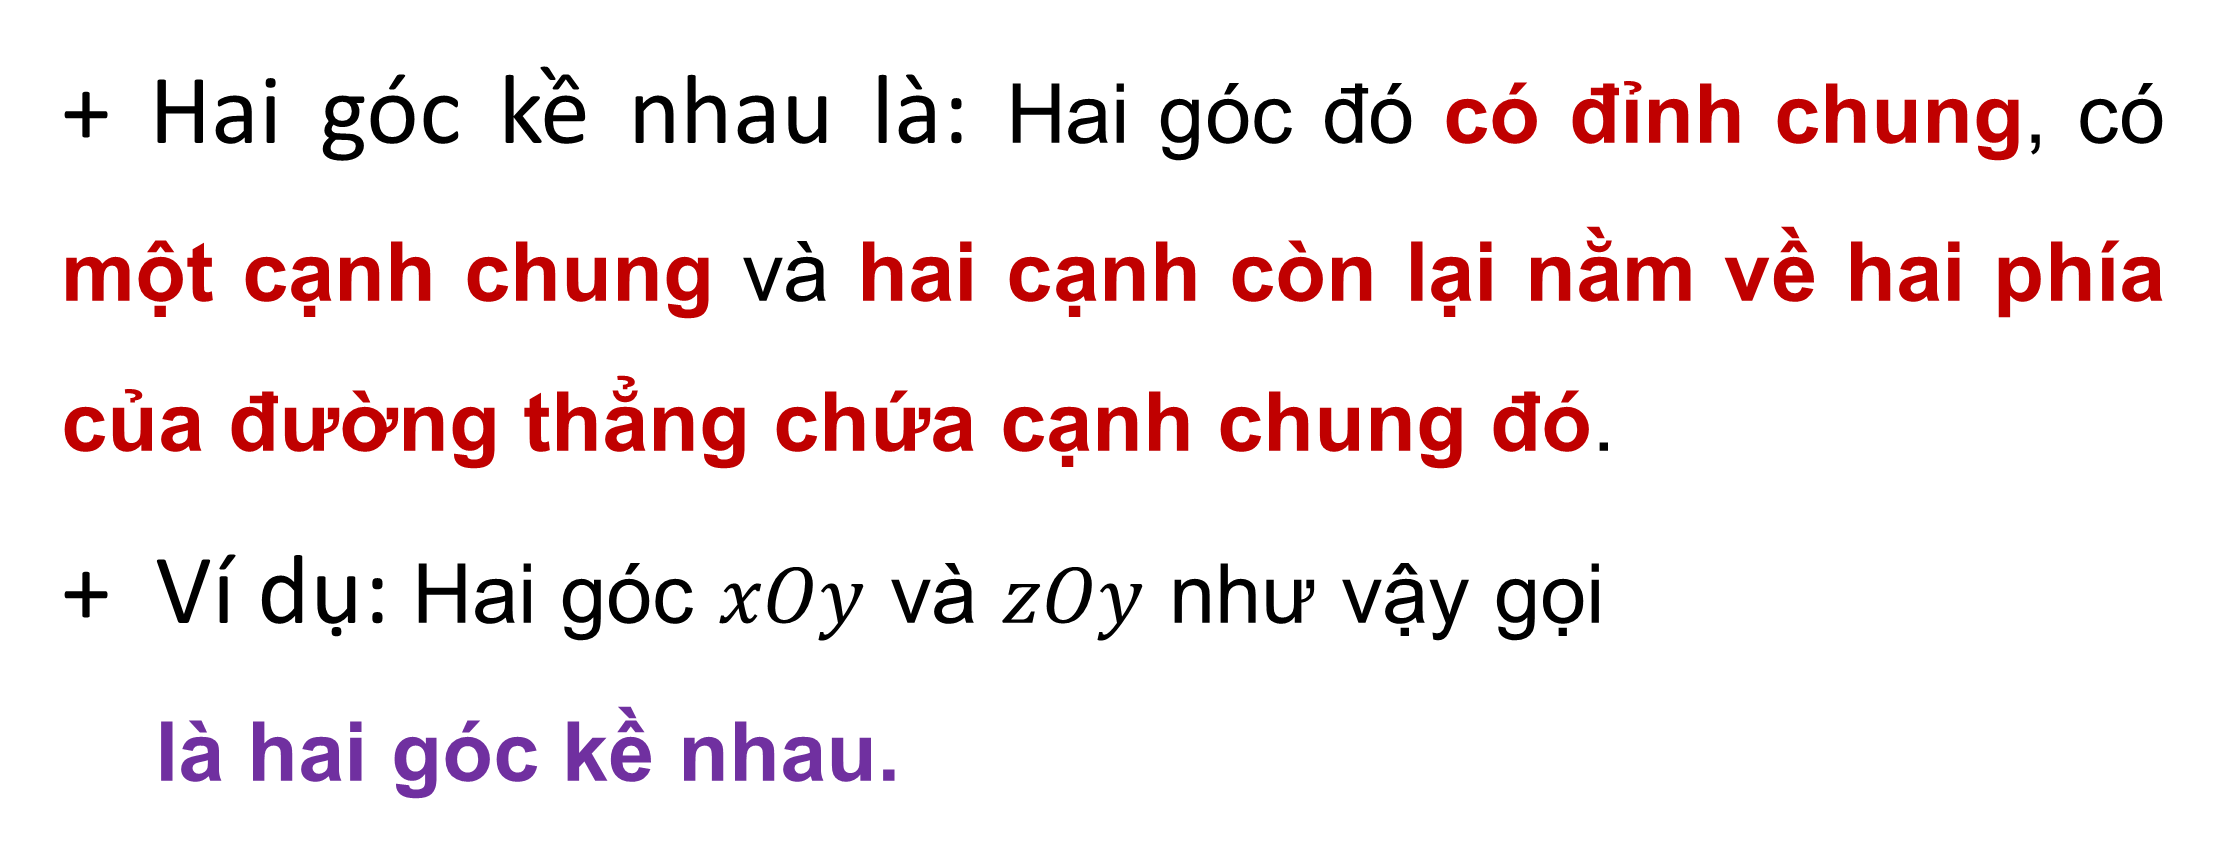 + Hai góc kề nhau là: Hai góc đó có đỉnh chung, có
một cạnh chung và hai cạnh còn lại nằm về hai phía
của đường thẳng chứa cạnh chung đó.
+ Ví dụ: Hai góc xOy và zOy như vậy gọi
là hai góc kề nhau.